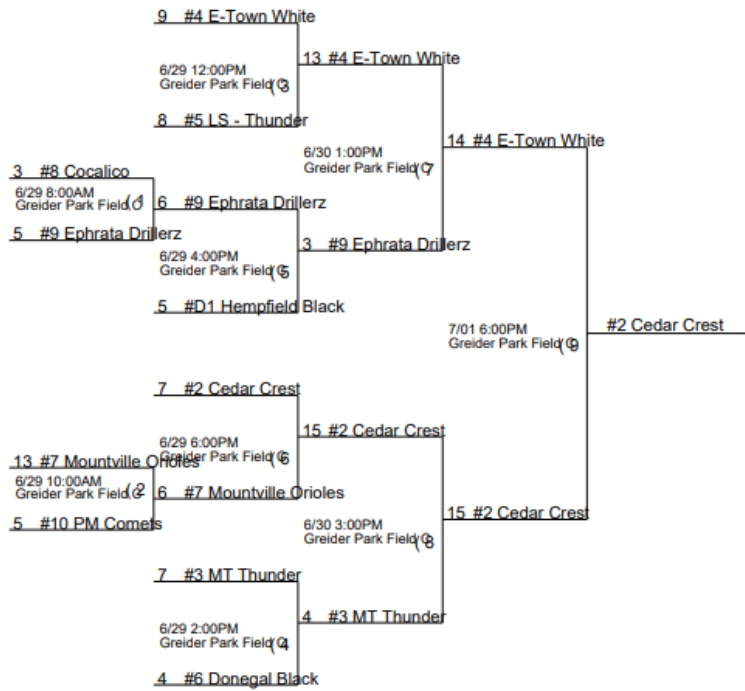 9 #4 E-Town White
6/29 12:00PM
Greider Park Field C
( 3
13 #4 E-Town White
8 #5 LS - Thunder
6/30 1:00PM
Greider Park Field C
( 7
14 #4 E-Town White
3 #8 Cocalico
6/29 8:00AM
Greider Park Field C
( 1
6 #9 Ephrata Drillerz
5 #9 Ephrata Drillerz
6/29 4:00PM
Greider Park Field C
( 5
3 #9 Ephrata Drillerz
5 #D1 Hempfield Black
7/01 6:00PM
Greider Park Field C
( 9
#2 Cedar Crest
7 #2 Cedar Crest
6/29 6:00PM
Greider Park Field C
( 6
15 #2 Cedar Crest
13 #7 Mountville Orioles
6/29 10:00AM
Greider Park Field C
( 2
6 #7 Mountville Orioles
5 #10 PM Comets
6/30 3:00PM
Greider Park Field C
( 8
15 #2 Cedar Crest
7 #3 MT Thunder
6/29 2:00PM
Greider Park Field C
( 4
4 #3 MT Thunder
4 #6 Donegal Black